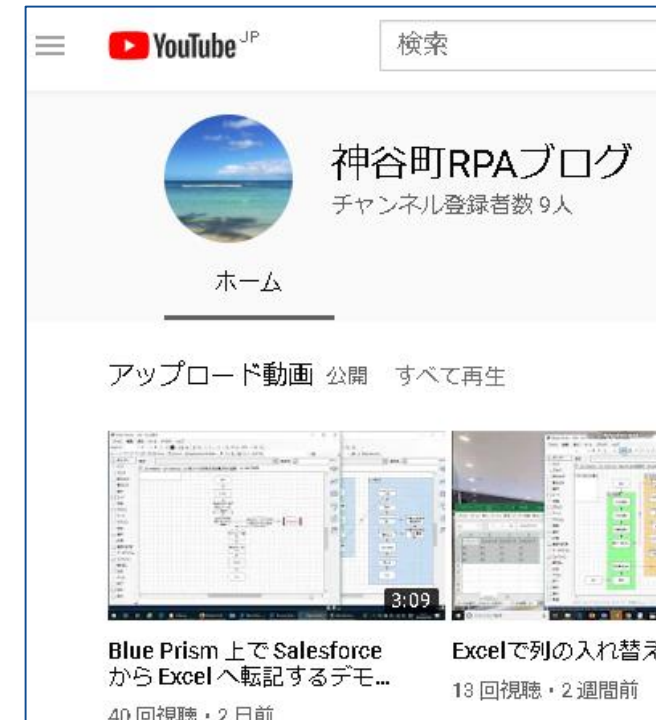 YouTube JP
検索
神谷町RPAブログ
チャンネル登録者数 9人
ホーム
アップロード動画 公開 すべて再生
3:09
Blue Prism 上で Salesforce
から Excel へ転記するデモ...
40 回視聴・2 日前
Excelで列の入れ替え
13 回視聴・2 週間前